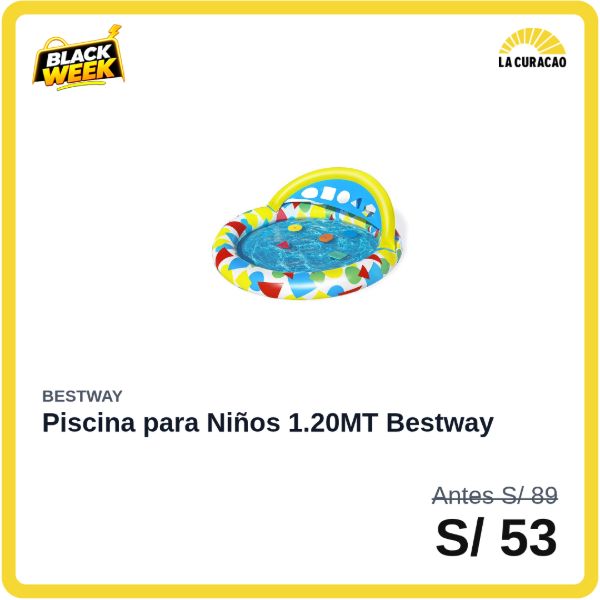 BLACK
WEEK
LA CURACAO
BESTWAY
Piscina para Niños 1.20MT Bestway
Antes S/ 89
S/ 53